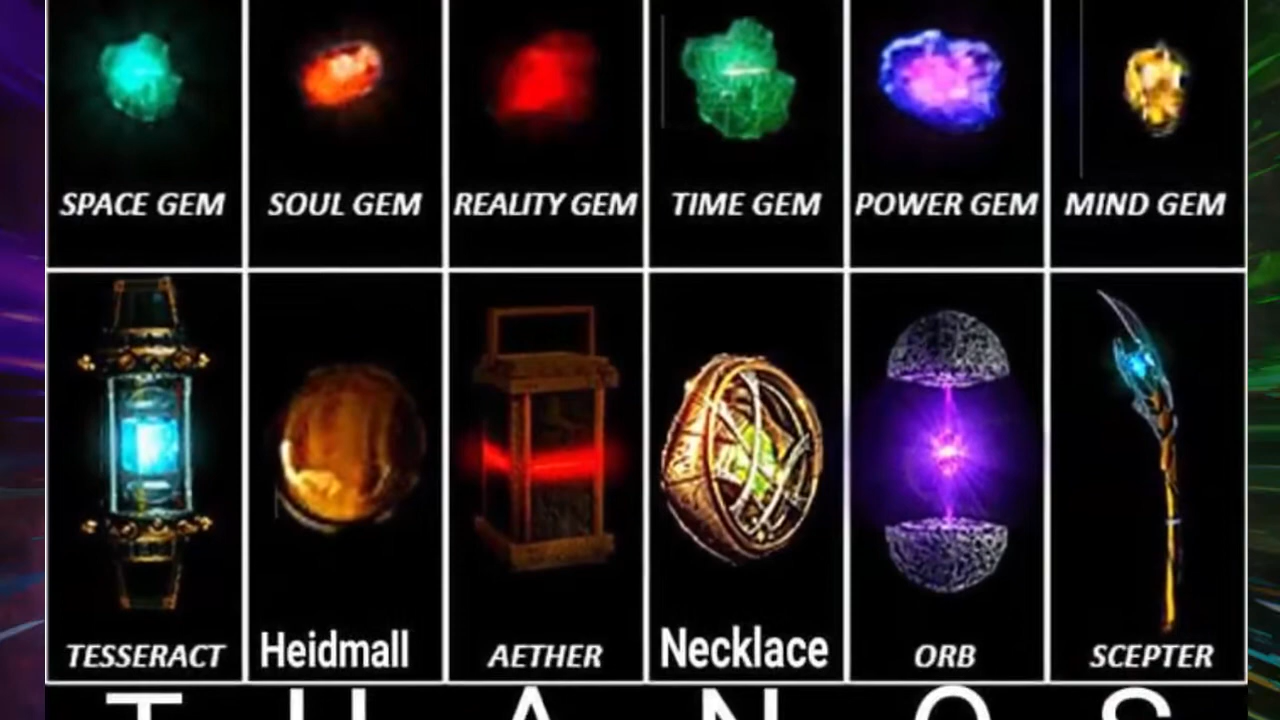 SPACE GEM SOUL GEM REALITY GEM TIME GEM POWER GEM MIND GEM
TESSERACT Heidmall AETHER Necklace ORB SCEPTER
T H A N O S